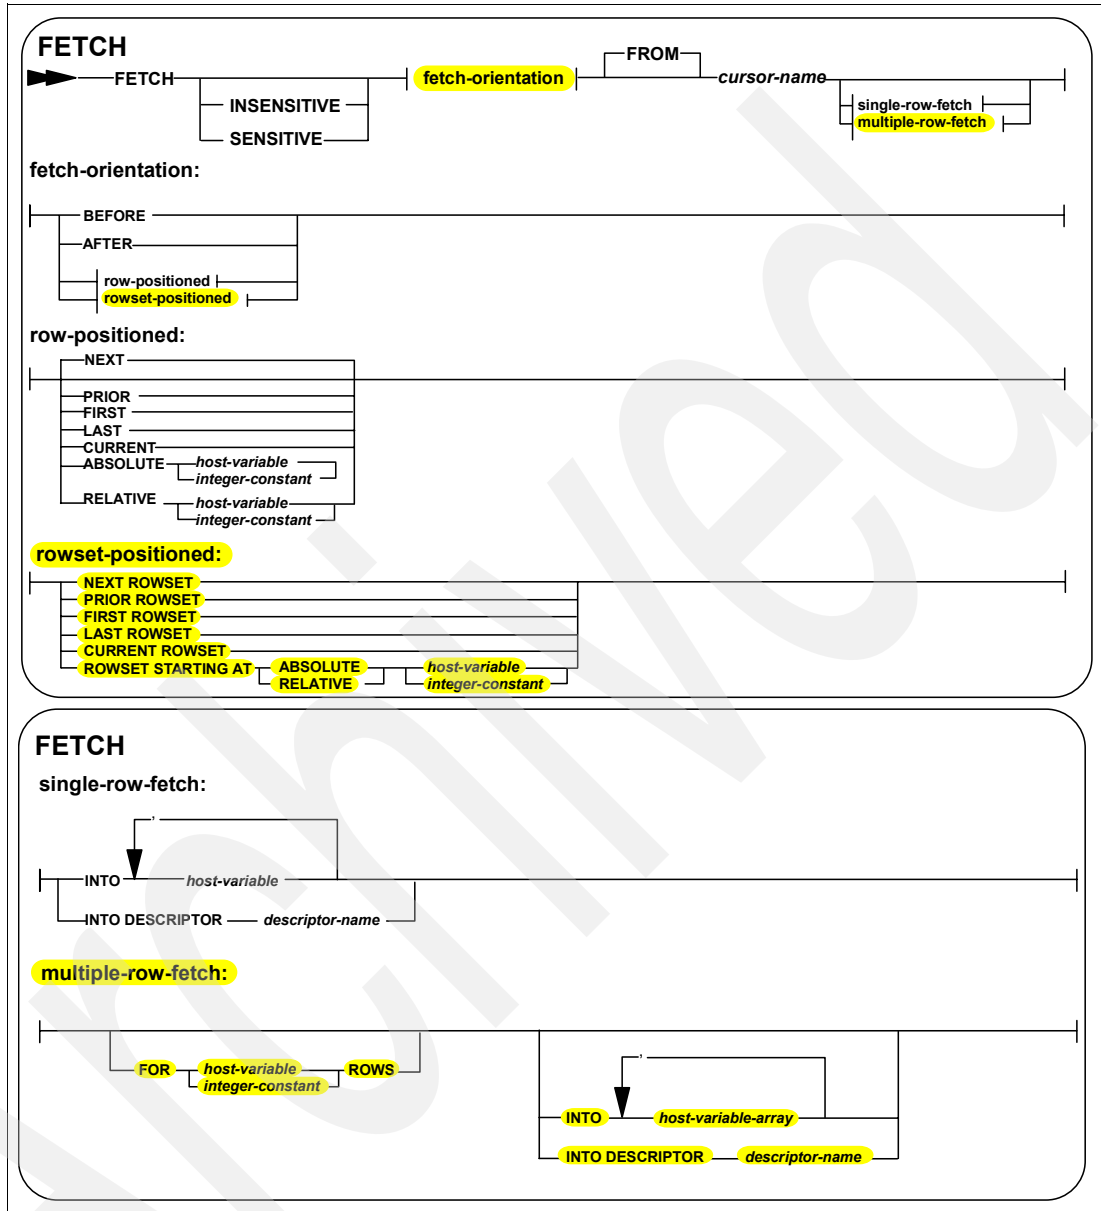 FETCH
FETCH fetch-orientation FROM cursor-name
INSENSITIVE
SENSITIVE
single-row-fetch
multiple-row-fetch
fetch-orientation:
BEFORE
AFTER
row-positioned
rowset-positioned
row-positioned:
NEXT
PRIOR
FIRST
LAST
CURRENT
ABSOLUTE host-variable
integer-constant
RELATIVE host-variable
integer-constant
rowset-positioned:
NEXT ROWSET
PRIOR ROWSET
FIRST ROWSET
LAST ROWSET
CURRENT ROWSET
ROWSET STARTING AT ABSOLUTE host-variable
RELATIVE integer-constant
FETCH
single-row-fetch:
,
INTO host-variable
INTO DESCRIPTOR descriptor-name
multiple-row-fetch:
FOR host-variable ROWS
integer-constant
,
INTO host-variable-array
INTO DESCRIPTOR descriptor-name
Archived